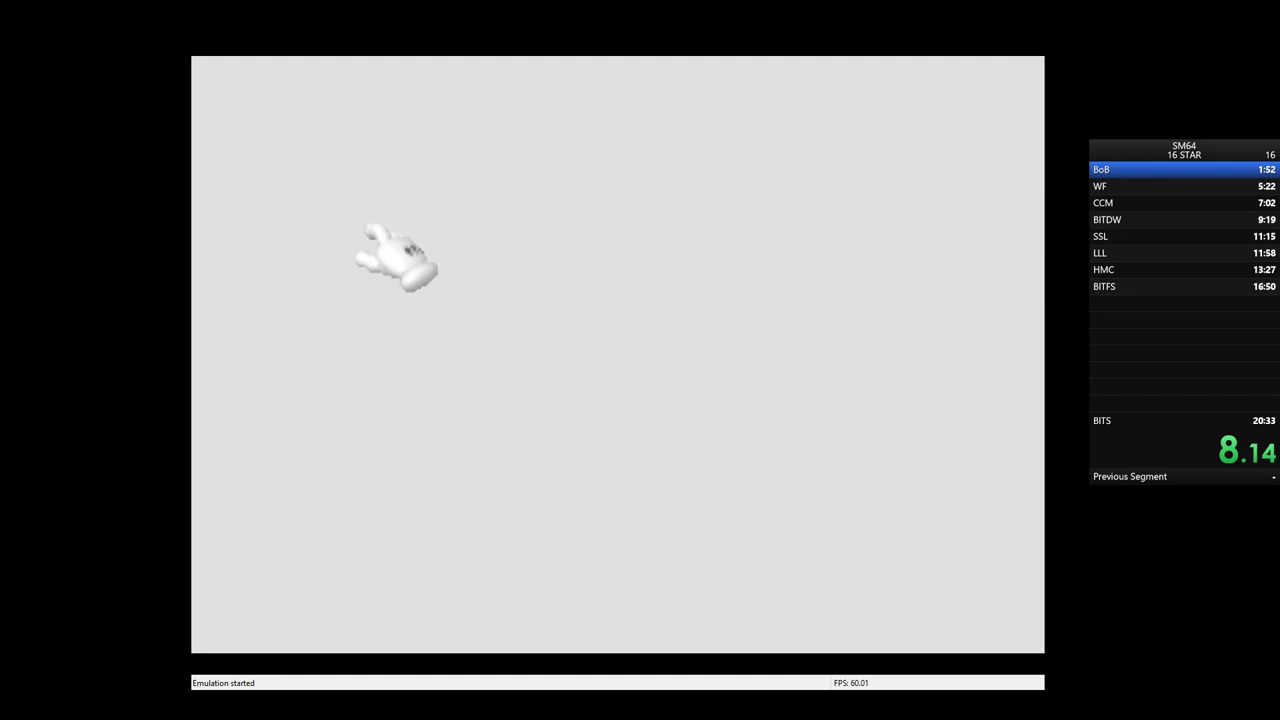 SM64
16 STAR 16
BoB 1:52
WF 5:22
CCM 7:02
BITDW 9:19
SSL 11:15
LLL 11:58
HMC 13:27
BITFS 16:50
BITS 20:33
8.14
Previous Segment -
Emulation started FPS: 60.01